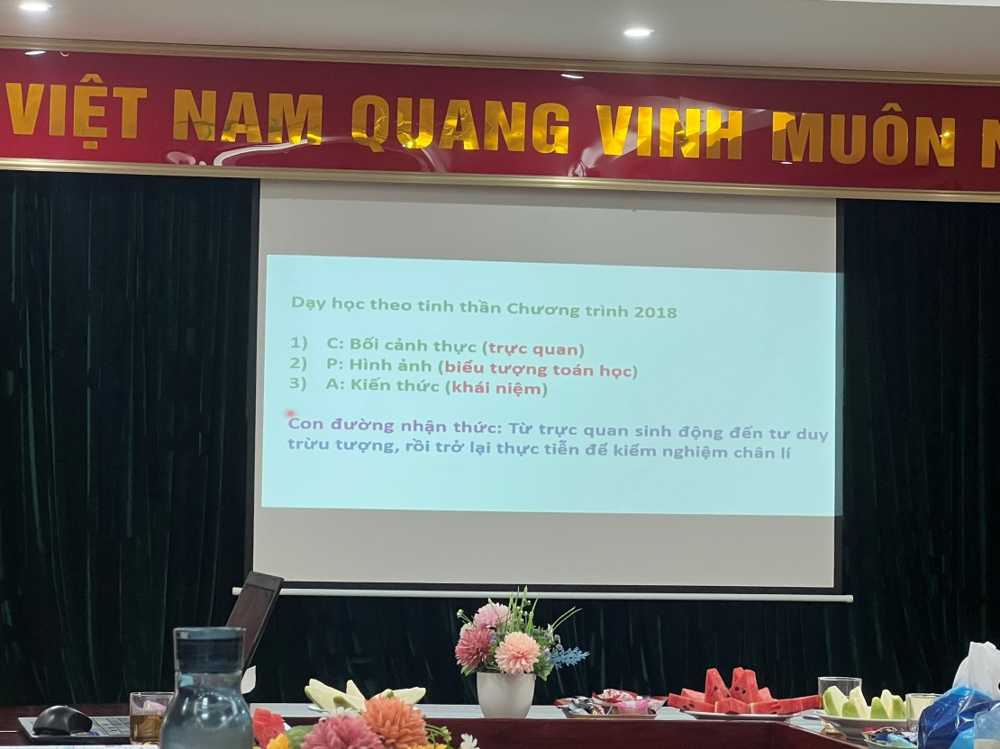 VIỆT NAM QUANG VINH MUÔN
Dạy học theo tinh thần Chương trình 2018
1) C: Bối cảnh thực (trực quan)
2) P: Hình ảnh (biểu tượng toán học)
3) A: Kiến thức (khái niệm)
Con đường nhận thức: Từ trực quan sinh động đến tư duy
trừu tượng, rồi trở lại thực tiễn để kiểm nghiệm chân lí